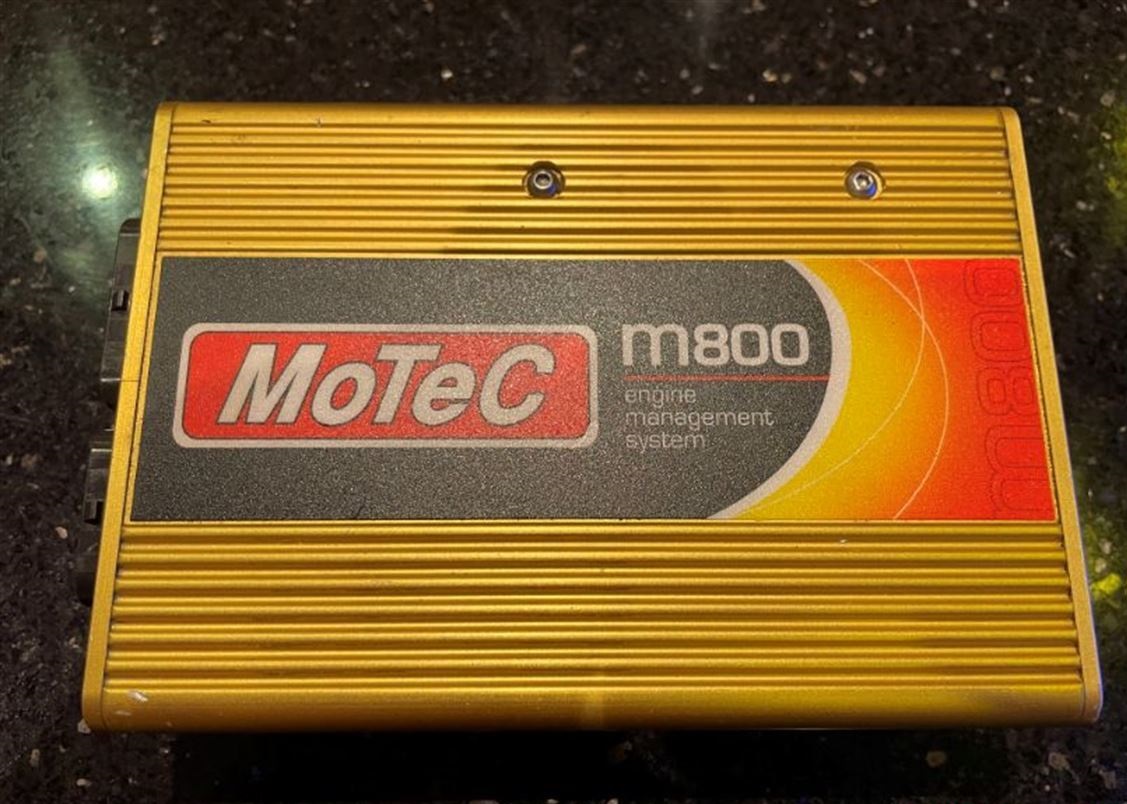 MoTeC
m800
engine
management
system
m800